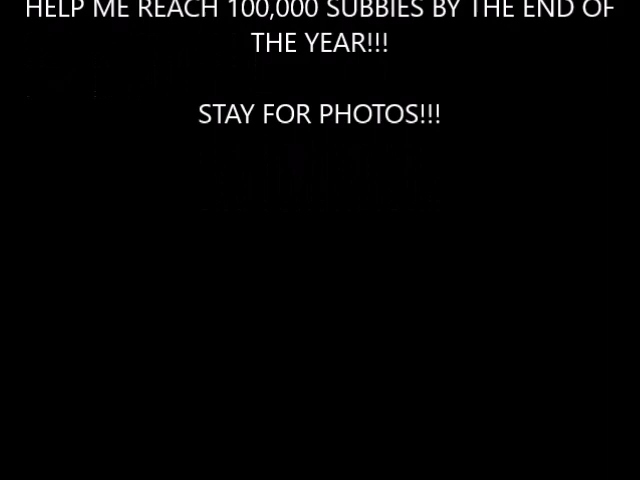 HELP ME REACH 100,000 SUBBIES BY THE END OF
THE YEAR!!!
STAY FOR PHOTOS!!!